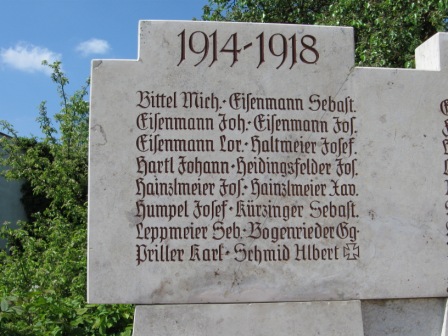 1914-1918
Bittel Mich. · Eisenmann Sebast.
Eisenmann Joh. · Eisenmann Jos.
Eisenmann Lor. · Haltmeier Josef.
Hartl Johann · Heidingsfelder Jos.
Hainzlmeier Jos. · Hainzlmeier Xav.
Humpel Josef · Kürzinger Sebast.
Leppmeier Seb. · Bogenrieder Gg
Priller Karl · Schmid Albert